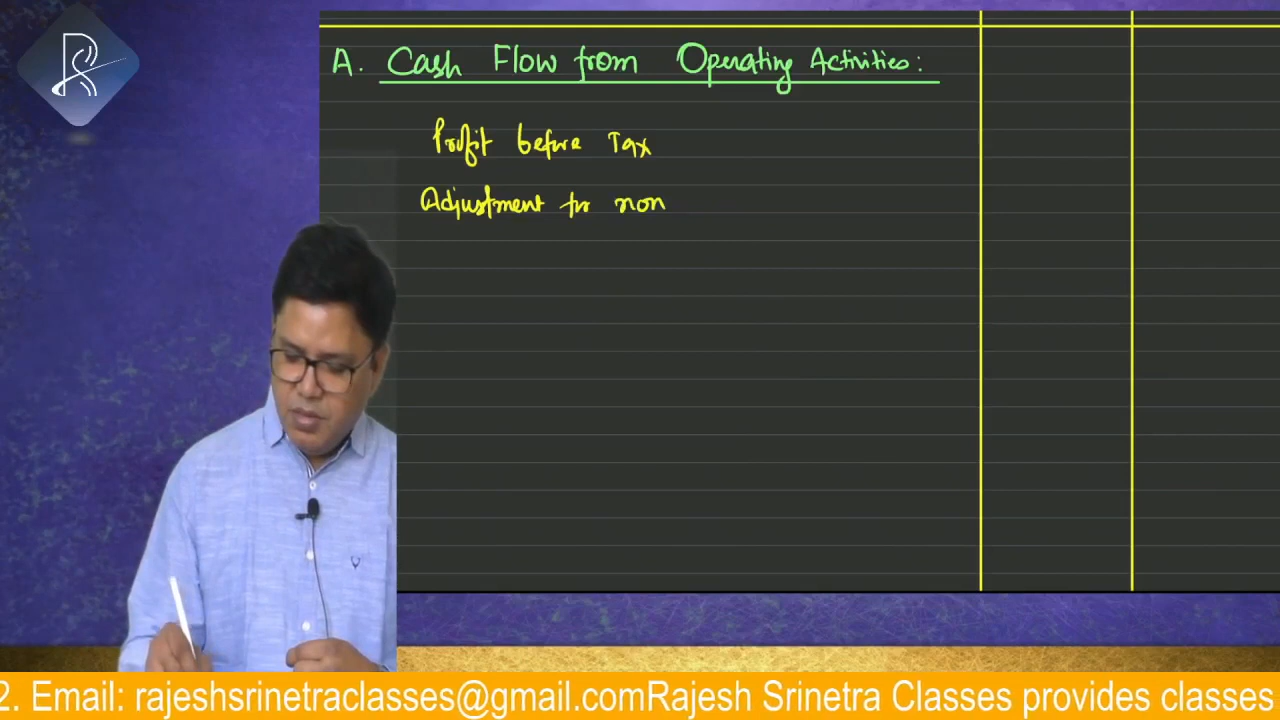 A. Cash Flow from Operating Activities:
Profit before Tax
Adjustment for non
2. Email: rajeshsrinetraclasses@gmail.comRajesh Srinetra Classes provides classes